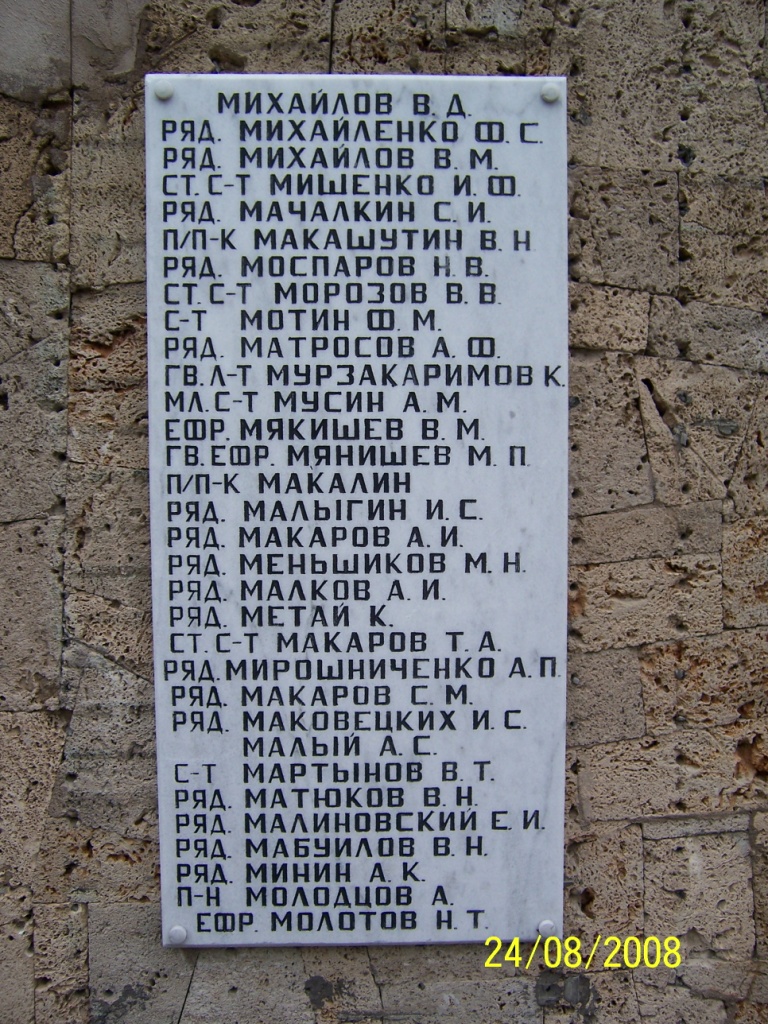 МИХАЙЛОВ В. Д.
РЯД. МИХАЙЛЕНКО Ф. С.
РЯД. МИХАЙЛОВ В. М.
СТ. С-Т МИШЕНКО И. Ф.
РЯД. МАЧАЛКИН С. И.
П/П-К МАКАШУТИН В. Н
РЯД. МОСПАРОВ Н. В.
СТ. С-Т МОРОЗОВ В. В.
С-Т МОТИН Ф. М.
РЯД. МАТРОСОВ А. Ф.
ГВ. Л-Т МУРЗАКАРИМОВ К.
МЛ. С-Т МУСИН А. М.
ЕФР. МЯКИШЕВ В. М.
ГВ. ЕФР. МЯНИШЕВ М. П.
П/П-К МАКАЛИН
РЯД. МАЛЫГИН И. С.
РЯД. МАКАРОВ А. И.
РЯД. МЕНЬШИКОВ М. Н.
РЯД. МАЛКОВ А. И.
РЯД. МЕТАЙ К.
СТ. С-Т МАКАРОВ Т. А.
РЯД. МИРОШНИЧЕНКО А. П.
РЯД. МАКАРОВ С. М.
РЯД. МАКОВЕЦКИХ И. С.
МАЛЫЙ А. С.
С-Т МАРТЫНОВ В. Т.
РЯД. МАТЮКОВ В. Н.
РЯД. МАЛИНОВСКИЙ Е. И.
РЯД. МАБУИЛОВ В. Н.
РЯД. МИНИН А. К.
П-Н МОЛОДЦОВ А.
ЕФР. МОЛОТОВ Н. Т.
24/08/2008